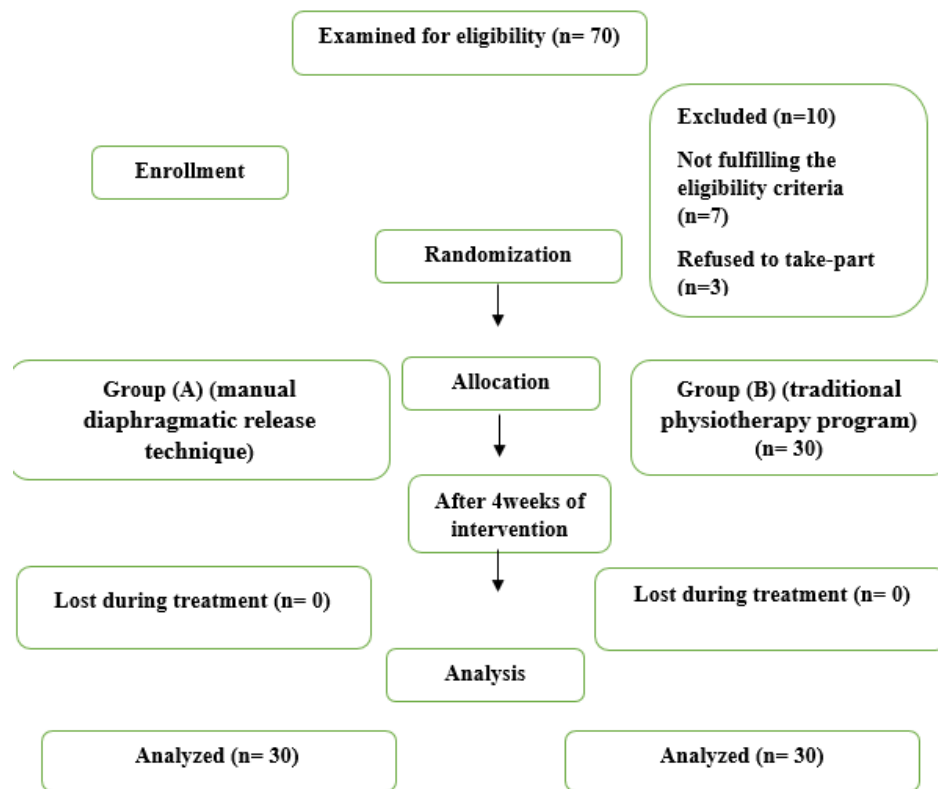 Examined for eligibility (n= 70)
Excluded (n=10)
Not fulfilling the
eligibility criteria
(n=7)
Refused to take-part
(n=3)
Enrollment
Randomization
Group (A) (manual
diaphragmatic release
technique)
Allocation
Group (B) (traditional
physiotherapy program)
(n= 30)
After 4weeks of
intervention
Lost during treatment (n= 0)
Lost during treatment (n= 0)
Analysis
Analyzed (n= 30)
Analyzed (n= 30)